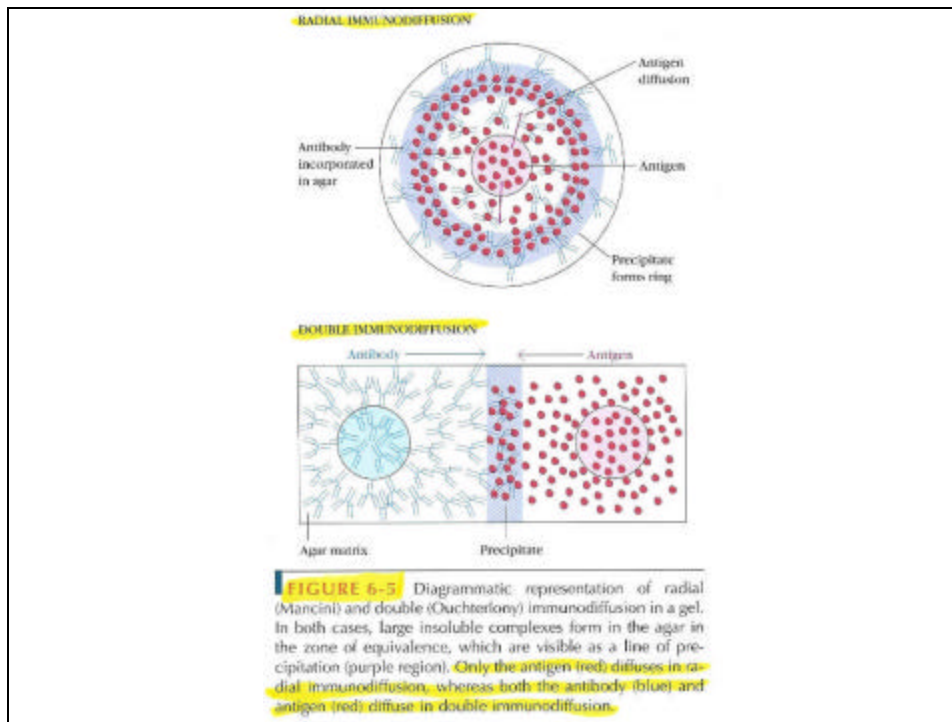 RADIAL IMMUNODIFFUSION
Antigen
diffusion
Antibody
incorporated
in agar
Antigen
Precipitate
forms ring
DOUBLE IMMUNODIFFUSION
Antibody
Antigen
Agar matrix
Precipitate
FIGURE 6-5 Diagrammatic representation of radial
(Mancini) and double (Ouchterlony) immunodiffusion in a gel.
In both cases, large insoluble complexes form in the agar in
the zone of equivalence, which are visible as a line of pre-
cipitation (purple region). Only the antigen (red) diffuses in ra-
dial immunodiffusion, whereas both the antibody (blue) and
antigen (red) diffuse in double immunodiffusion.